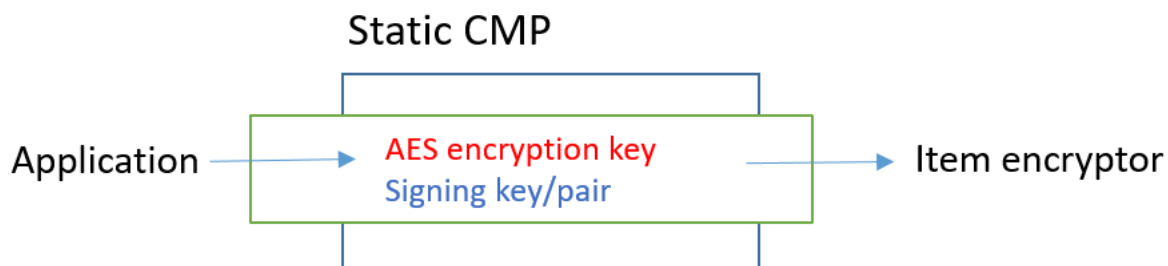 Static CMP
Application
AES encryption key
Signing key/pair
Item encryptor